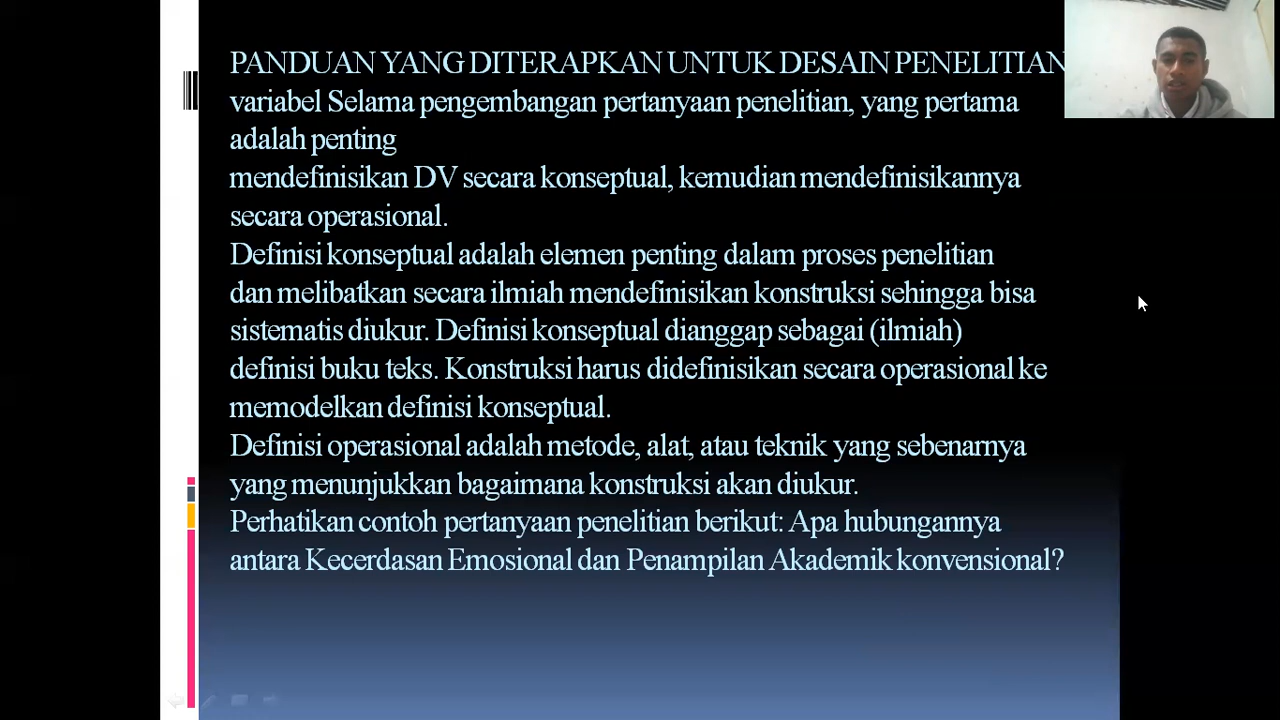 PANDUAN YANG DITERAPKAN UNTUK DESAIN PENELITIAN
variabel Selama pengembangan pertanyaan penelitian, yang pertama
adalah penting
mendefinisikan DV secara konseptual, kemudian mendefinisikannya
secara operasional.
Definisi konseptual adalah elemen penting dalam proses penelitian
dan melibatkan secara ilmiah mendefinisikan konstruksi sehingga bisa
sistematis diukur. Definisi konseptual dianggap sebagai (ilmiah)
definisi buku teks. Konstruksi harus didefinisikan secara operasional ke
memodelkan definisi konseptual.
Definisi operasional adalah metode, alat, atau teknik yang sebenarnya
yang menunjukkan bagaimana konstruksi akan diukur.
Perhatikan contoh pertanyaan penelitian berikut: Apa hubungannya
antara Kecerdasan Emosional dan Penampilan Akademik konvensional?